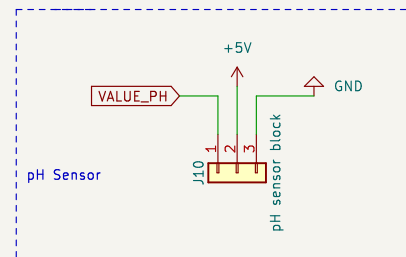 +5V
GND
VALUE_PH
1
2
3
J10
pH sensor block
pH Sensor